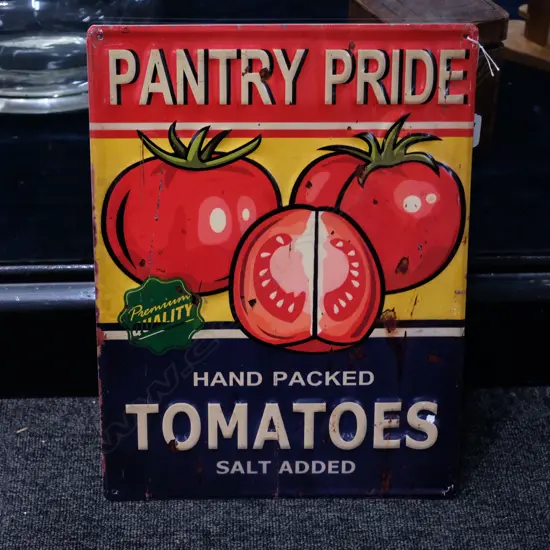 PANTRY PRIDE
Premium
QUALITY
HAND PACKED
TOMATOES
SALT ADDED